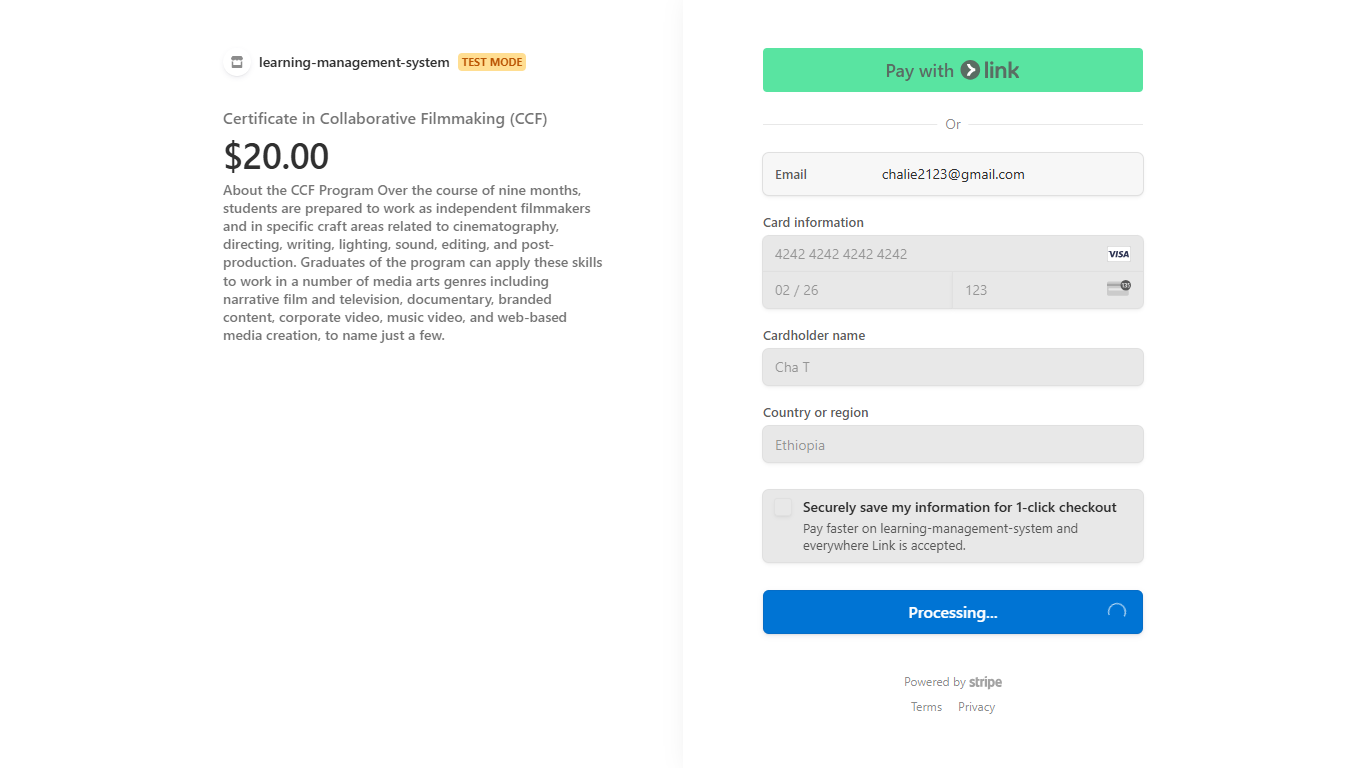 learning-management-system TEST MODE
Certificate in Collaborative Filmmaking (CCF)
$20.00
About the CCF Program Over the course of nine months,
students are prepared to work as independent filmmakers
and in specific craft areas related to cinematography,
directing, writing, lighting, sound, editing, and post-
production. Graduates of the program can apply these skills
to work in a number of media arts genres including
narrative film and television, documentary, branded
content, corporate video, music video, and web-based
media creation, to name just a few.
Pay with link
Or
Email chalie2123@gmail.com
Card information
4242 4242 4242 4242 VISA
02 / 26 123 135
Cardholder name
Cha T
Country or region
Ethiopia
Securely save my information for 1-click checkout
Pay faster on learning-management-system and
everywhere Link is accepted.
Processing...
Powered by stripe
Terms Privacy